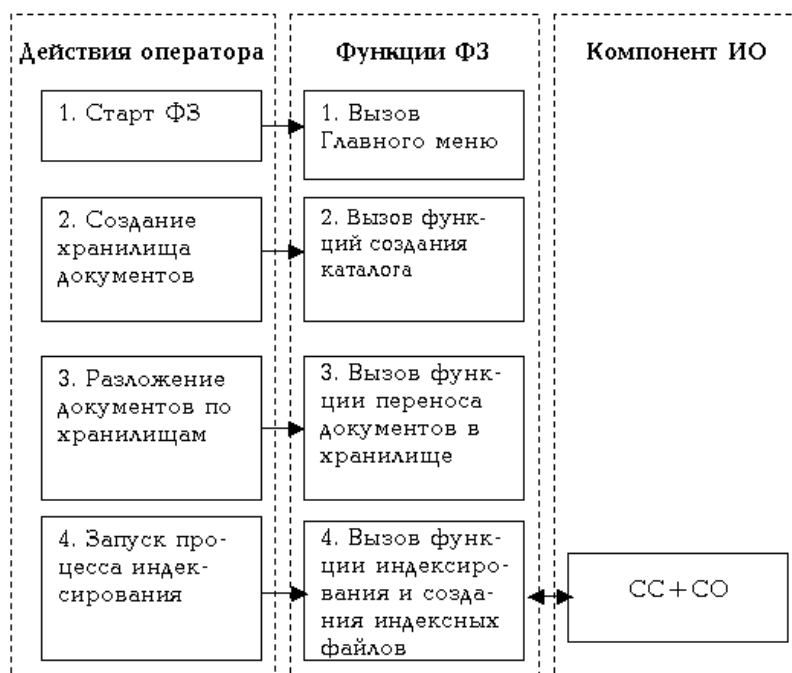 Действия оператора
Функции ФЗ
Компонент ИО
1. Старт ФЗ
1. Вызов
Главного меню
2. Создание
хранилища
документов
2. Вызов функ-
ций создания
каталога
3. Разложение
документов по
хранилищам
3. Вызов функ-
ции переноса
документов в
хранилище
4. Запуск про-
цесса индек-
сирования
4. Вызов функ-
ции индексиро-
вания и созда-
ния индексных
файлов
СС+СО